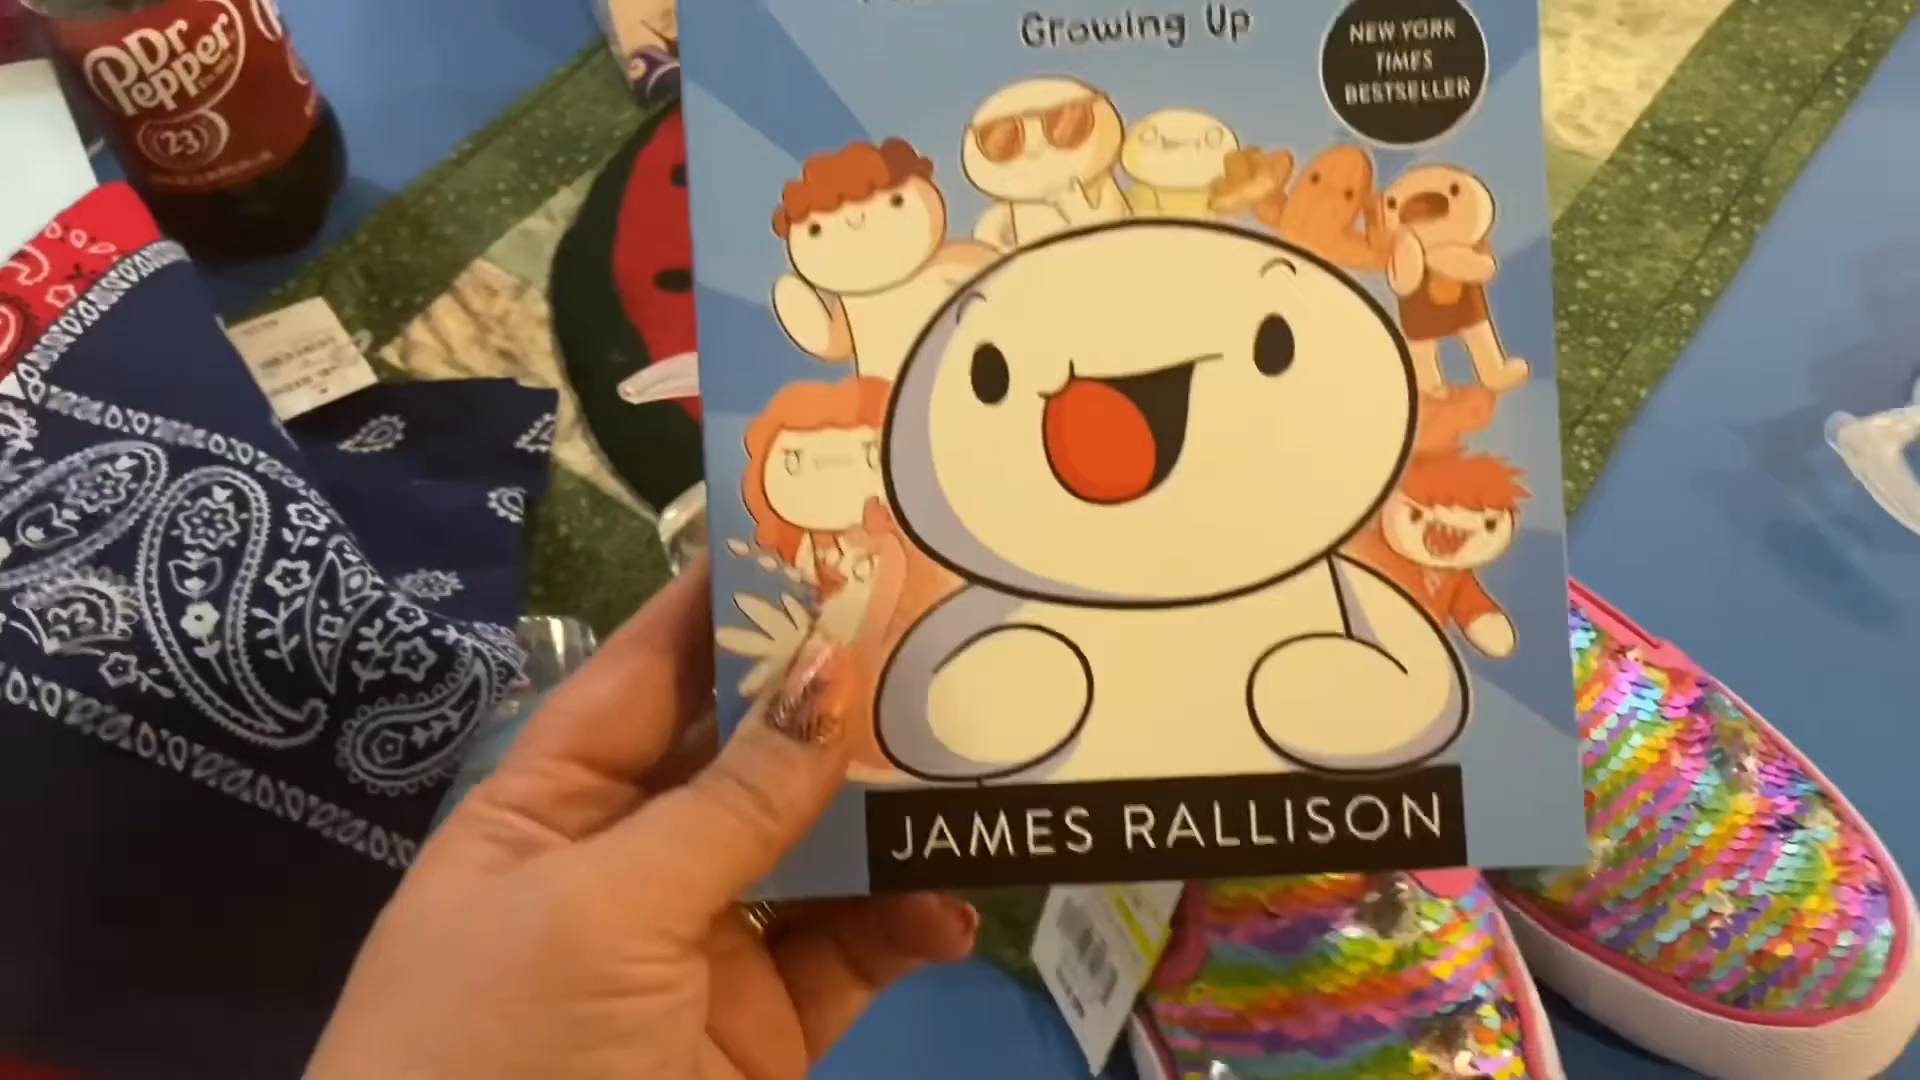 Dr
Pepper
23
Growing Up
NEW YORK
TIMES
BESTSELLER
JAMES RALLISON